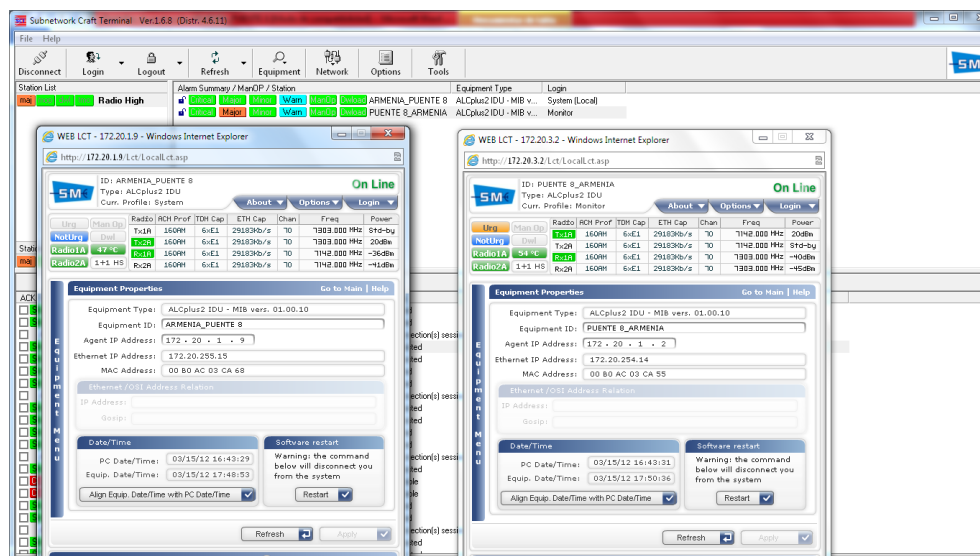 Subnetwork Craft Terminal Ver.1.6.8 (Distr. 4.6.11)
File Help
Disconnect Login Logout Refresh Equipment Network Options Tools
SM
Station List
Alarm Summary / ManOP / Station Equipment Type Login
maj Radio High
Critical Major Minor Warn ManOp ARMENIA_PUENTE 8 ALCplus2 IDU - MIB v... System (Local)
Critical Major Minor Warn ManOp PUENTE 8_ARMENIA ALCplus2 IDU - MIB v... Monitor
WEB LCT - 172.20.1.9 - Windows Internet Explorer
http://172.20.1.9/Lct/LocalLct.asp
SM
ID: ARMENIA_PUENTE 8
Type: ALCplus2 IDU
Curr. Profile: System
On Line
About Options Login
Urg Man Op
NotUrg Dwl
Radio1A 47 °C
Radio2A 1+1 HS
Radio ACM Prof TDM Cap ETH Cap Chan Freq Power
Tx1A 16QAM 6xE1 29183Kb/s 70 7303.000 MHz Std-by
Tx2A 16QAM 6xE1 29183Kb/s 70 7303.000 MHz 20dBm
Rx1A 16QAM 6xE1 29183Kb/s 70 7142.000 MHz -36dBm
Rx2A 16QAM 6xE1 29183Kb/s 70 7142.000 MHz -41dBm
Equipment Properties Go to Main | Help
Equipment Menu
Equipment Type: ALCplus2 IDU - MIB vers. 01.00.10
Equipment ID: ARMENIA_PUENTE 8
Agent IP Address: 172 . 20 . 1 . 9
Ethernet IP Address: 172.20.255.15
MAC Address: 00 B0 AC 03 CA 68
Ethernet /OSI Address Relation
IP Address:
Gosip:
Date/Time
PC Date/Time: 03/15/12 16:43:29
Equip. Date/Time: 03/15/12 17:48:53
Align Equip. Date/Time with PC Date/Time
Software restart
Warning: the command
below will disconnect you
from the system
Restart
Refresh Apply
WEB LCT - 172.20.3.2 - Windows Internet Explorer
http://172.20.3.2/Lct/LocalLct.asp
SM
ID: PUENTE 8_ARMENIA
Type: ALCplus2 IDU
Curr. Profile: Monitor
On Line
About Options Login
Urg Man Op
NotUrg Dwl
Radio1A 54 °C
Radio2A 1+1 HS
Radio ACM Prof TDM Cap ETH Cap Chan Freq Power
Tx1A 16QAM 6xE1 29183Kb/s 70 7142.000 MHz 20dBm
Tx2A 16QAM 6xE1 29183Kb/s 70 7142.000 MHz Std-by
Rx1A 16QAM 6xE1 29183Kb/s 70 7303.000 MHz -40dBm
Rx2A 16QAM 6xE1 29183Kb/s 70 7303.000 MHz -45dBm
Equipment Properties Go to Main | Help
Equipment Menu
Equipment Type: ALCplus2 IDU - MIB vers. 01.00.10
Equipment ID: PUENTE 8_ARMENIA
Agent IP Address: 172 . 20 . 1 . 2
Ethernet IP Address: 172.20.254.14
MAC Address: 00 B0 AC 03 CA 55
Ethernet /OSI Address Relation
IP Address:
Gosip:
Date/Time
PC Date/Time: 03/15/12 16:43:31
Equip. Date/Time: 03/15/12 17:50:36
Align Equip. Date/Time with PC Date/Time
Software restart
Warning: the command
below will disconnect you
from the system
Restart
Refresh Apply
maj
ACK